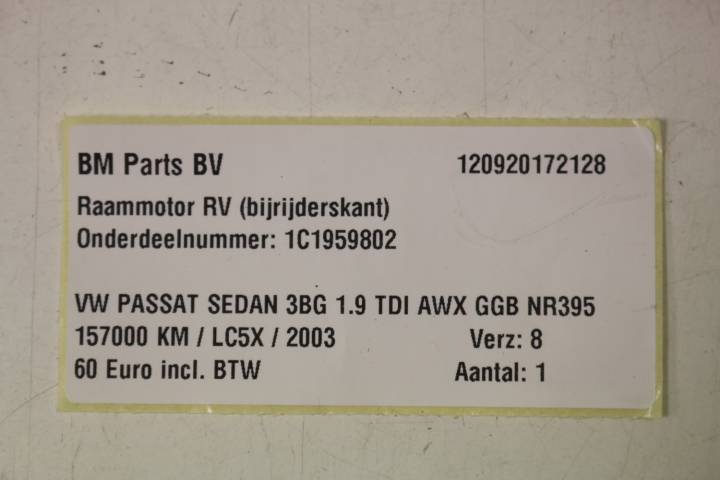 BM Parts BV 120920172128
Raammotor RV (bijrijderskant)
Onderdeelnummer: 1C1959802
VW PASSAT SEDAN 3BG 1.9 TDI AWX GGB NR395
157000 KM / LC5X / 2003 Verz: 8
60 Euro incl. BTW Aantal: 1